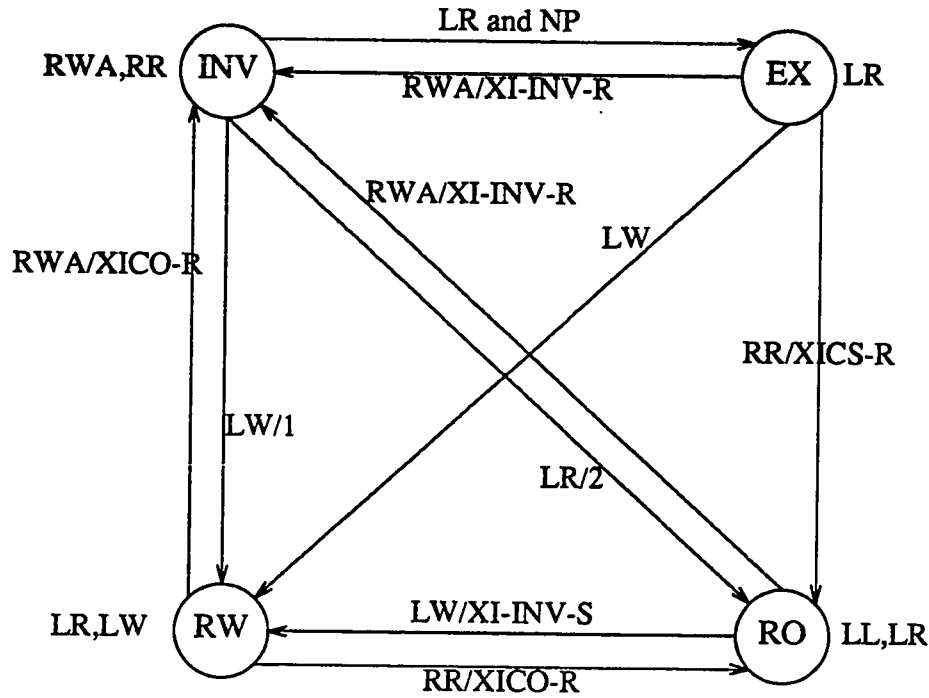 LR and NP
RWA,RR
INV
EX
LR
RWA/XI-INV-R
RWA/XI-INV-R
LW
RWA/XICO-R
RR/XICS-R
LW/1
LR/2
LR,LW
RW
LW/XI-INV-S
RO
LL,LR
RR/XICO-R